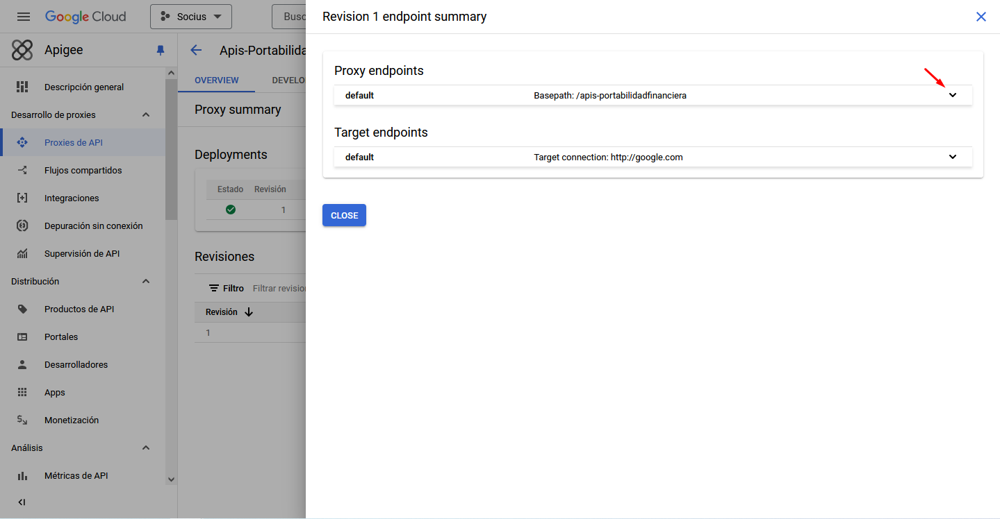 Google Cloud
Socius
Busc
Apigee
Descripción general
Desarrollo de proxies
Proxies de API
Flujos compartidos
Integraciones
Depuración sin conexión
Supervisión de API
Distribución
Productos de API
Portales
Desarrolladores
Apps
Monetización
Análisis
Métricas de API
Apis-Portabilida
OVERVIEW
DEVELO
Proxy summary
Deployments
Estado Revisión
1
Revisiones
Filtro Filtrar revision
Revisión
1
Revision 1 endpoint summary
Proxy endpoints
default Basepath: /apis-portabilidadfinanciera
Target endpoints
default Target connection: http://google.com
CLOSE